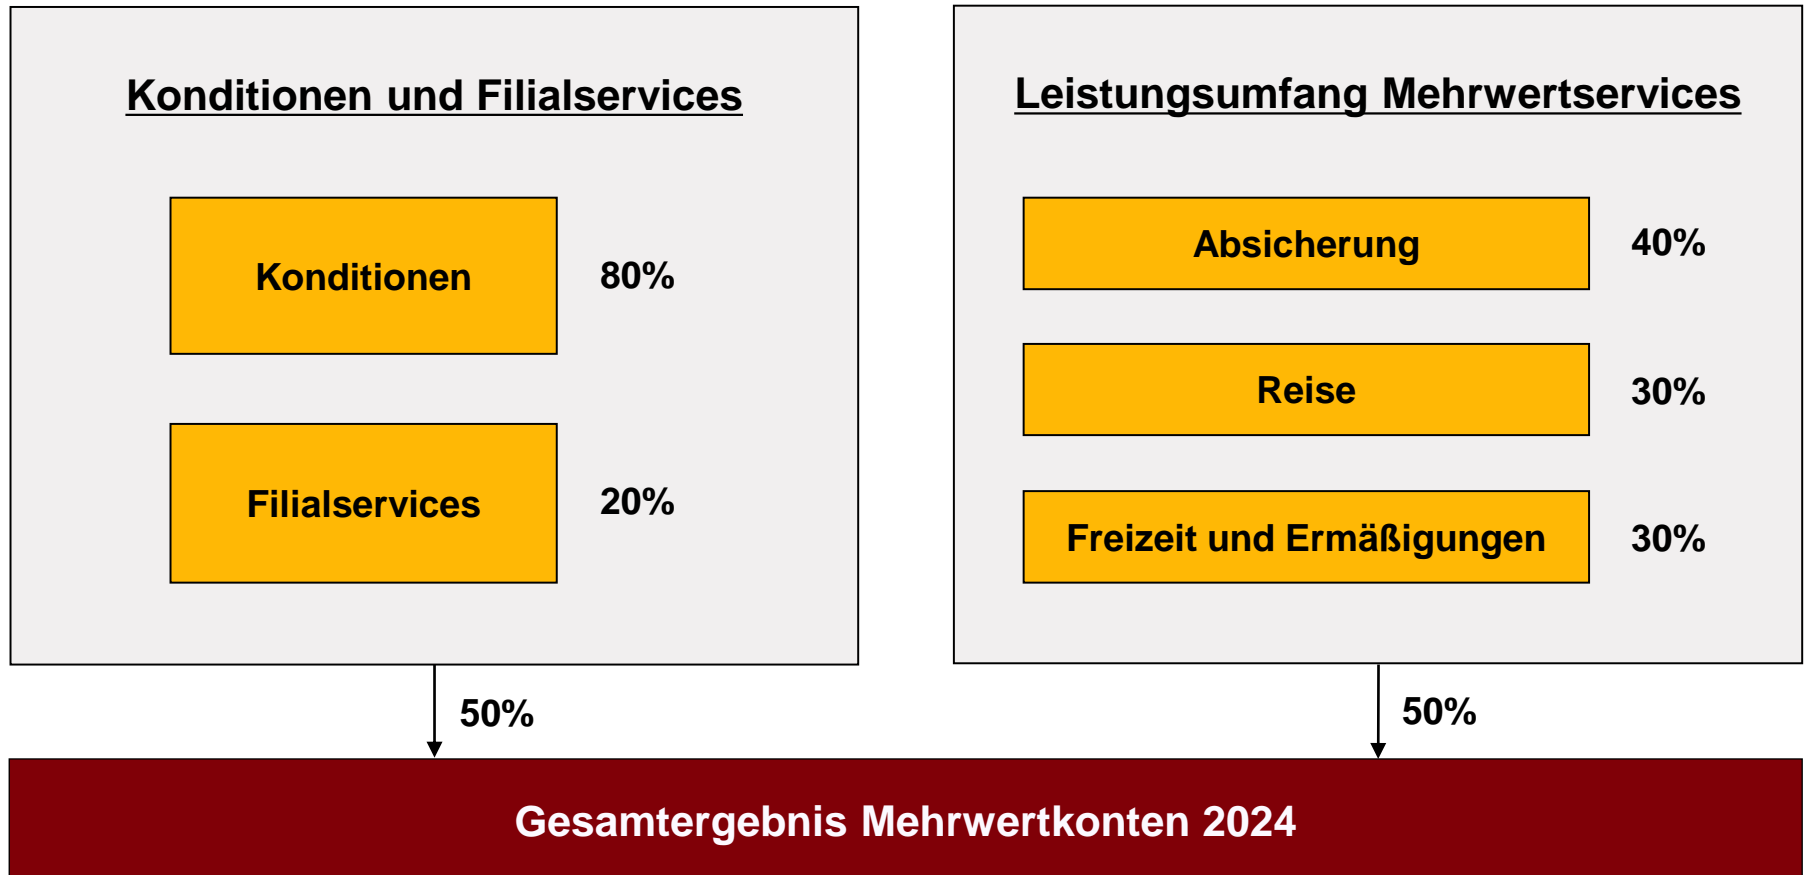 Konditionen und Filialservices
Konditionen 80%
Filialservices 20%
50%
Leistungsumfang Mehrwertservices
Absicherung 40%
Reise 30%
Freizeit und Ermäßigungen 30%
50%
Gesamtergebnis Mehrwertkonten 2024